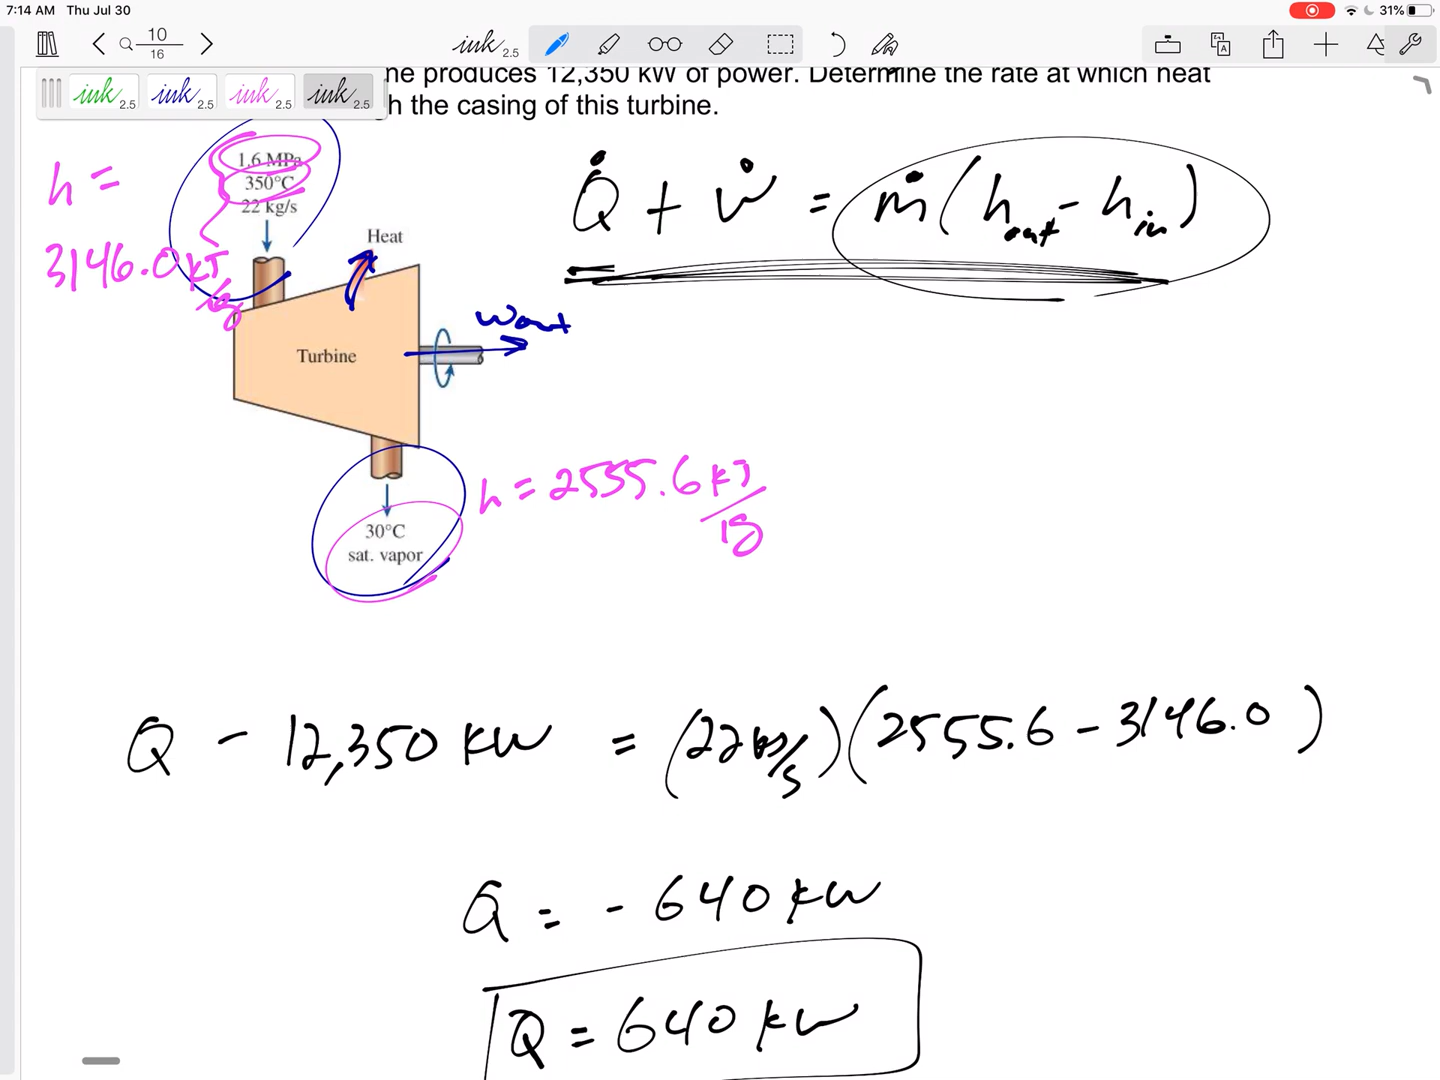 7:14 AM Thu Jul 30
31%
10
16
ink 2.5
ink 2.5 ink 2.5 ink 2.5 ink 2.5
ne produces 12,350 kW of power. Determine the rate at which heat
h the casing of this turbine.
h =
3146.0 kJ/kg
1.6 MPa
350°C
22 kg/s
Q̇ + Ẇ = ṁ(h out - h in)
Heat
Wout
Turbine
h = 2555.6 kJ/kg
30°C
sat. vapor
Q - 12,350 kW = (22 kg/s)(2555.6 - 3146.0)
Q = - 640 kW
Q = 640 kW